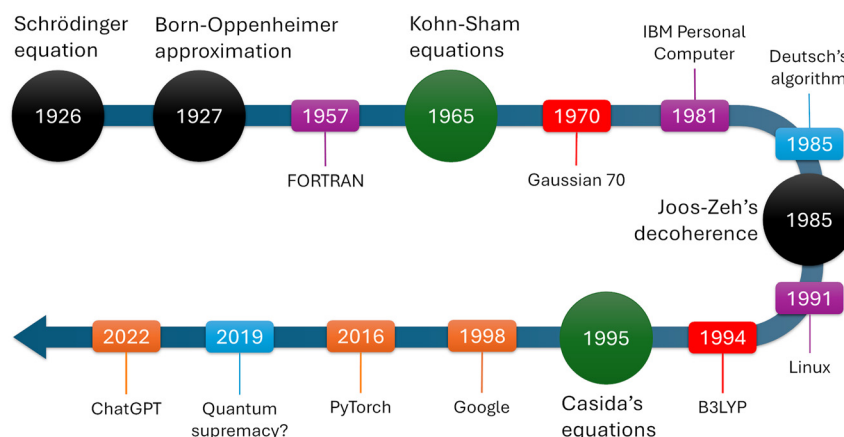 Schrödinger
equation
Born-Oppenheimer
approximation
Kohn-Sham
equations
IBM Personal
Computer
Deutsch's
algorithm
1926
1927
1957
1965
1970
1981
1985
FORTRAN
Gaussian 70
Joos-Zeh's
decoherence
1985
1991
Linux
2022
2019
2016
1998
1995
1994
ChatGPT
Quantum
supremacy?
PyTorch
Google
Casida's
equations
B3LYP